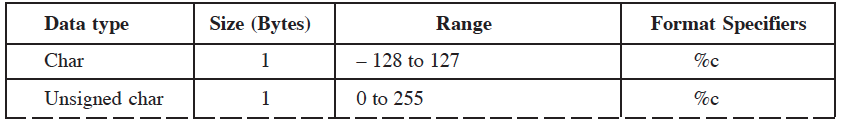 Data type Size (Bytes) Range Format Specifiers
Char 1 – 128 to 127 %c
Unsigned char 1 0 to 255 %c